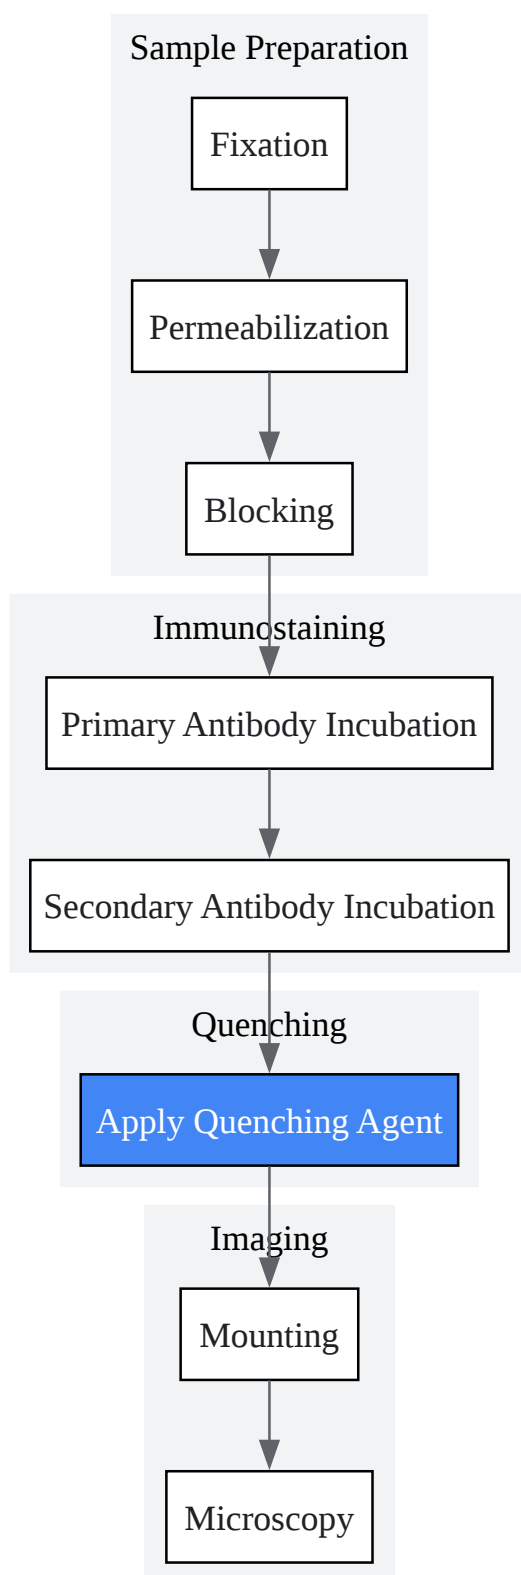 Sample Preparation
Fixation
Permeabilization
Blocking
Immunostaining
Primary Antibody Incubation
Secondary Antibody Incubation
Quenching
Apply Quenching Agent
Imaging
Mounting
Microscopy